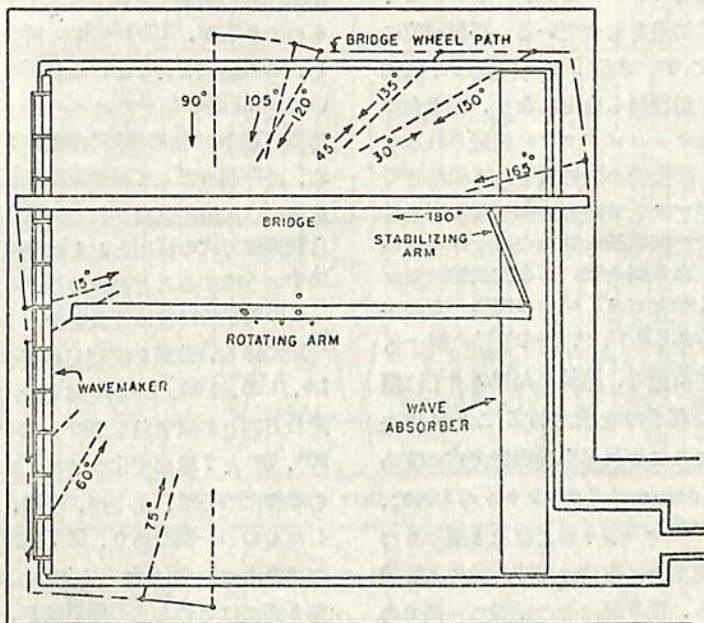 BRIDGE WHEEL PATH
90°
105°
120°
135°
150°
45°
30°
165°
BRIDGE
180°
STABILIZING
ARM
15°
ROTATING ARM
WAVEMAKER
WAVE
ABSORBER
60°
75°